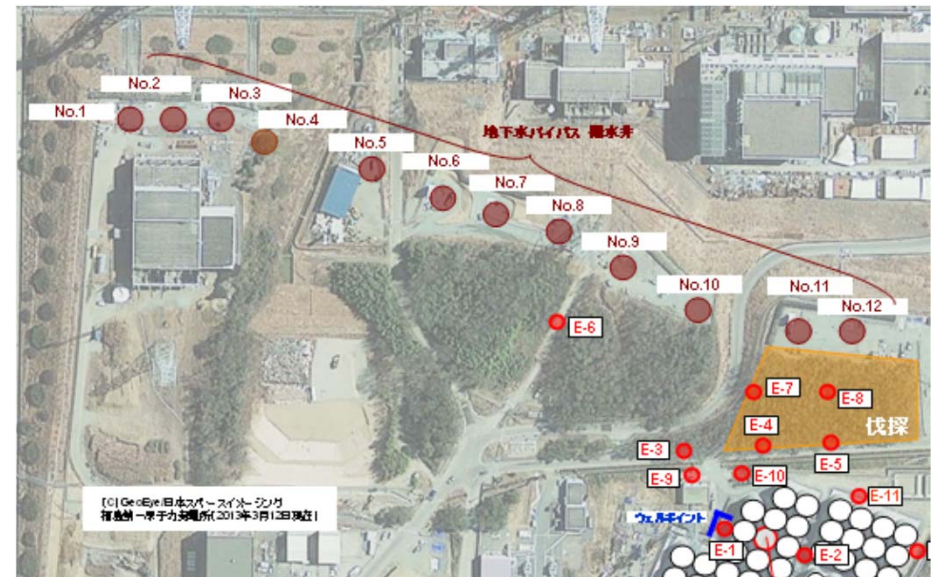 No.1
No.2
No.3
No.4
No.5
No.6
No.7
No.8
No.9
No.10
No.11
No.12
地下水バイパス 揚水井
E-6
E-7
E-8
伐採
E-4
E-5
E-3
E-9
E-10
E-11
ウェルポイント
E-1
E-2
(C)GeoEye/日本スペースイメージング
福島第一原子力発電所(2013年3月12日現在)